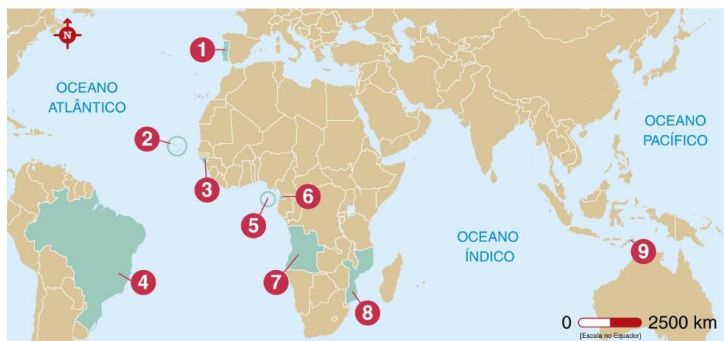 N
1
OCEANO
ATLÂNTICO
OCEANO
PACÍFICO
2
3
6
5
OCEANO
ÍNDICO
9
4
7
8
0 2500 km
[Escala no Equador]